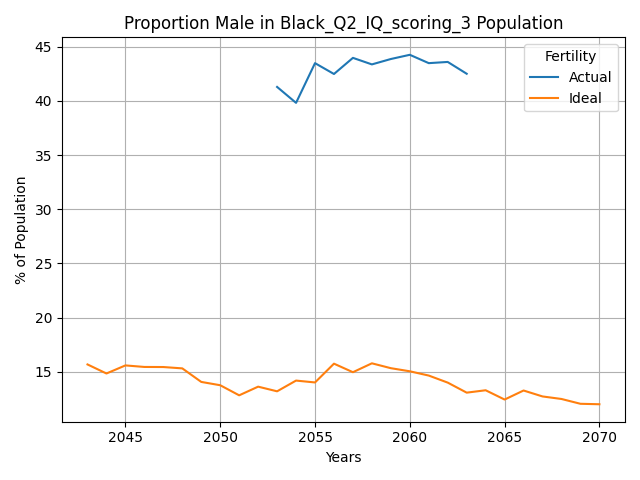 Proportion Male in Black_Q2_IQ_scoring_3 Population
Fertility
Actual
Ideal
% of Population
45
40
35
30
25
20
15
2045
2050
2055
2060
2065
2070
Years